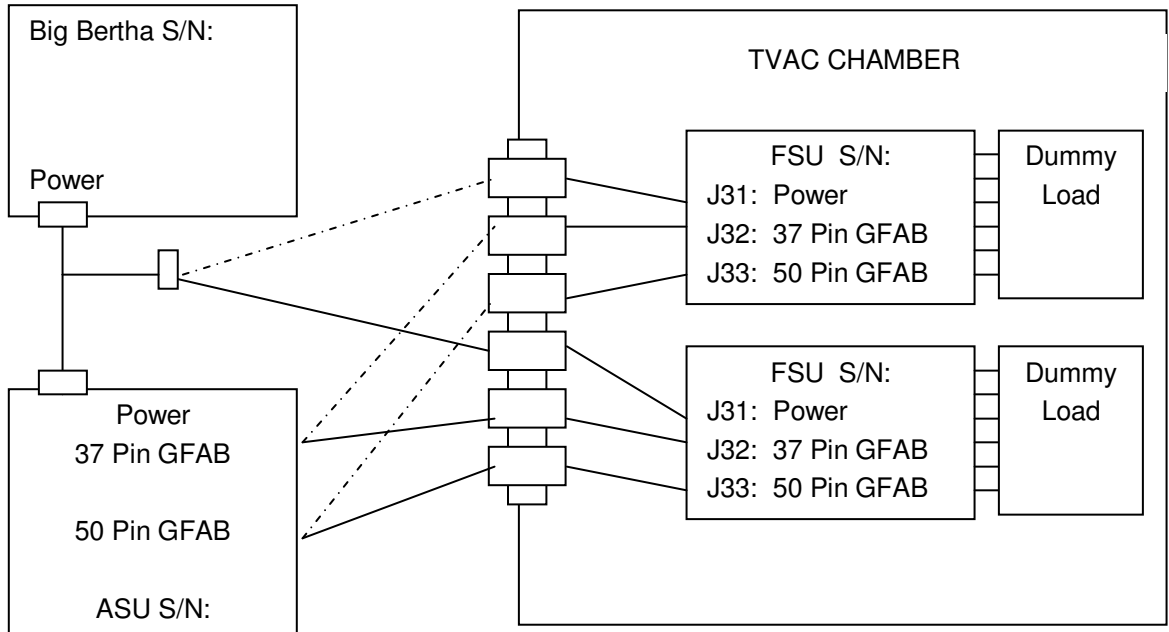 Big Bertha S/N:
Power
Power
37 Pin GFAB
50 Pin GFAB
ASU S/N:
TVAC CHAMBER
FSU S/N:
J31: Power
J32: 37 Pin GFAB
J33: 50 Pin GFAB
Dummy
Load
FSU S/N:
J31: Power
J32: 37 Pin GFAB
J33: 50 Pin GFAB
Dummy
Load